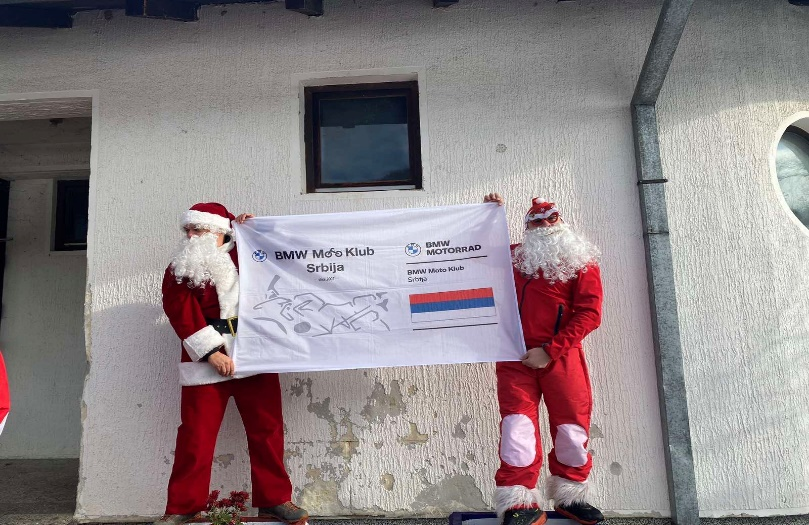 BMW Moto Klub
Srbija
BMW
MOTORRAD
BMW Moto Klub
Srbija